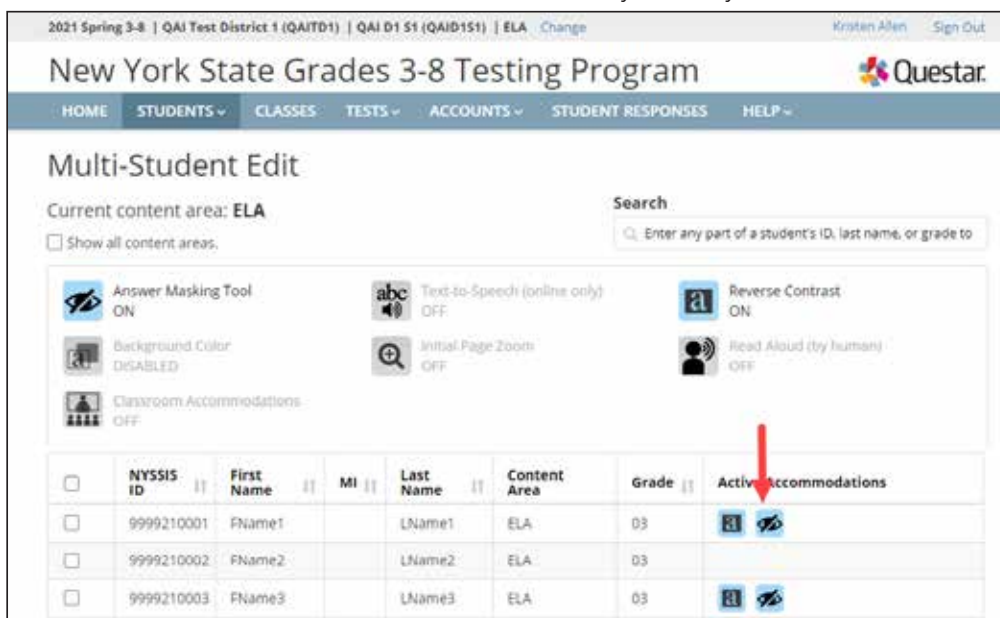 2021 Spring 3-8 | QAI Test District 1 (QAITD1) | QAI D1 S1 (QAID1S1) | ELA Change Kristen Allen Sign Out
New York State Grades 3-8 Testing Program Questar
HOME STUDENTS CLASSES TESTS ACCOUNTS STUDENT RESPONSES HELP
Multi-Student Edit
Current content area: ELA
Show all content areas.
Search
Enter any part of a student's ID, last name, or grade to
Answer Masking Tool
ON
abc
Text-to-Speech (online only)
OFF
a
Reverse Contrast
ON
a
Background Color
DISABLED
Initial Page Zoom
OFF
Read Aloud (by human)
OFF
Classroom Accommodations
OFF
NYSSIS ID First Name MI Last Name Content Area Grade Active Accommodations
9999210001 FName1 LName1 ELA 03 a
9999210002 FName2 LName2 ELA 03
9999210003 FName3 LName3 ELA 03 a